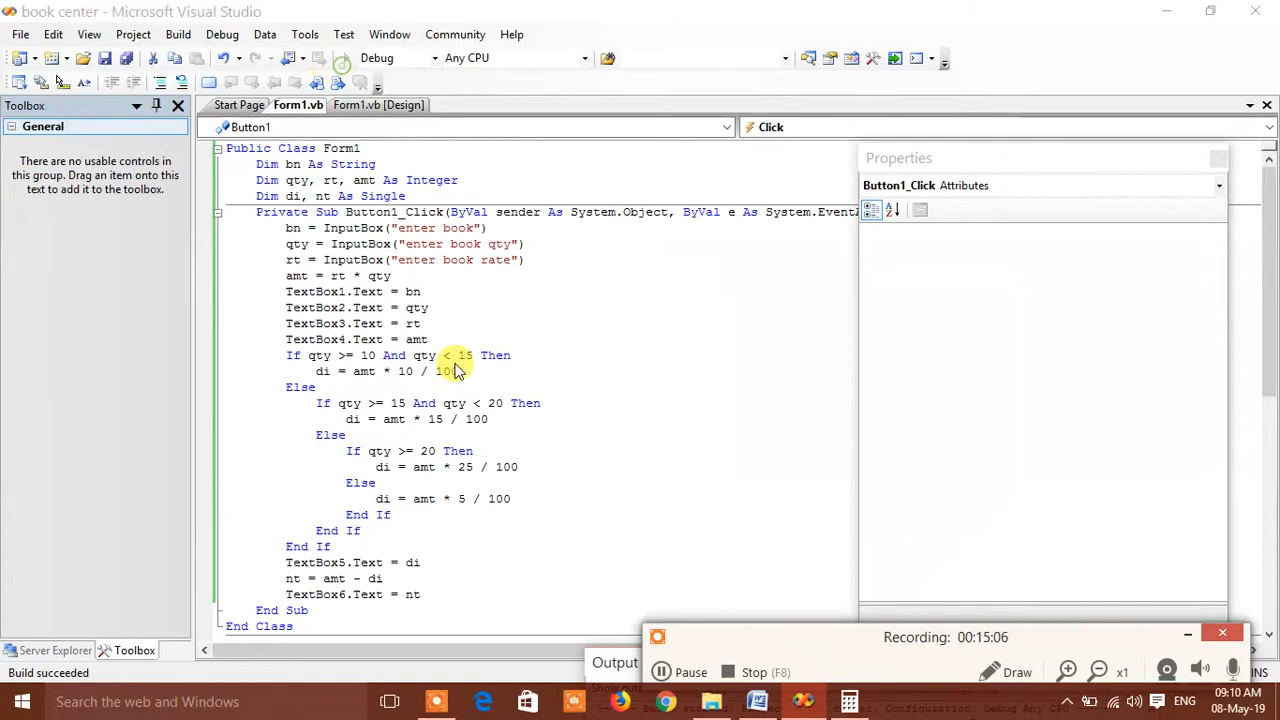 book center - Microsoft Visual Studio
File Edit View Project Build Debug Data Tools Test Window Community Help
Debug Any CPU
Toolbox
Start Page Form1.vb Form1.vb [Design]
General
Button1 Click
There are no usable controls in
this group. Drag an item onto this
text to add it to the toolbox.
Public Class Form1
Dim bn As String
Dim qty, rt, amt As Integer
Dim di, nt As Single
Private Sub Button1_Click(ByVal sender As System.Object, ByVal e As System.EventA
bn = InputBox("enter book")
qty = InputBox("enter book qty")
rt = InputBox("enter book rate")
amt = rt * qty
TextBox1.Text = bn
TextBox2.Text = qty
TextBox3.Text = rt
TextBox4.Text = amt
If qty >= 10 And qty < 15 Then
di = amt * 10 / 100
Else
If qty >= 15 And qty < 20 Then
di = amt * 15 / 100
Else
If qty >= 20 Then
di = amt * 25 / 100
Else
di = amt * 5 / 100
End If
End If
End If
TextBox5.Text = di
nt = amt - di
TextBox6.Text = nt
End Sub
End Class
Properties
Button1_Click Attributes
Recording: 00:15:06
Pause Stop (F8) Draw x1
Server Explorer Toolbox
Output
Build succeeded
INS
Search the web and Windows
ENG
09:10 AM
08-May-19